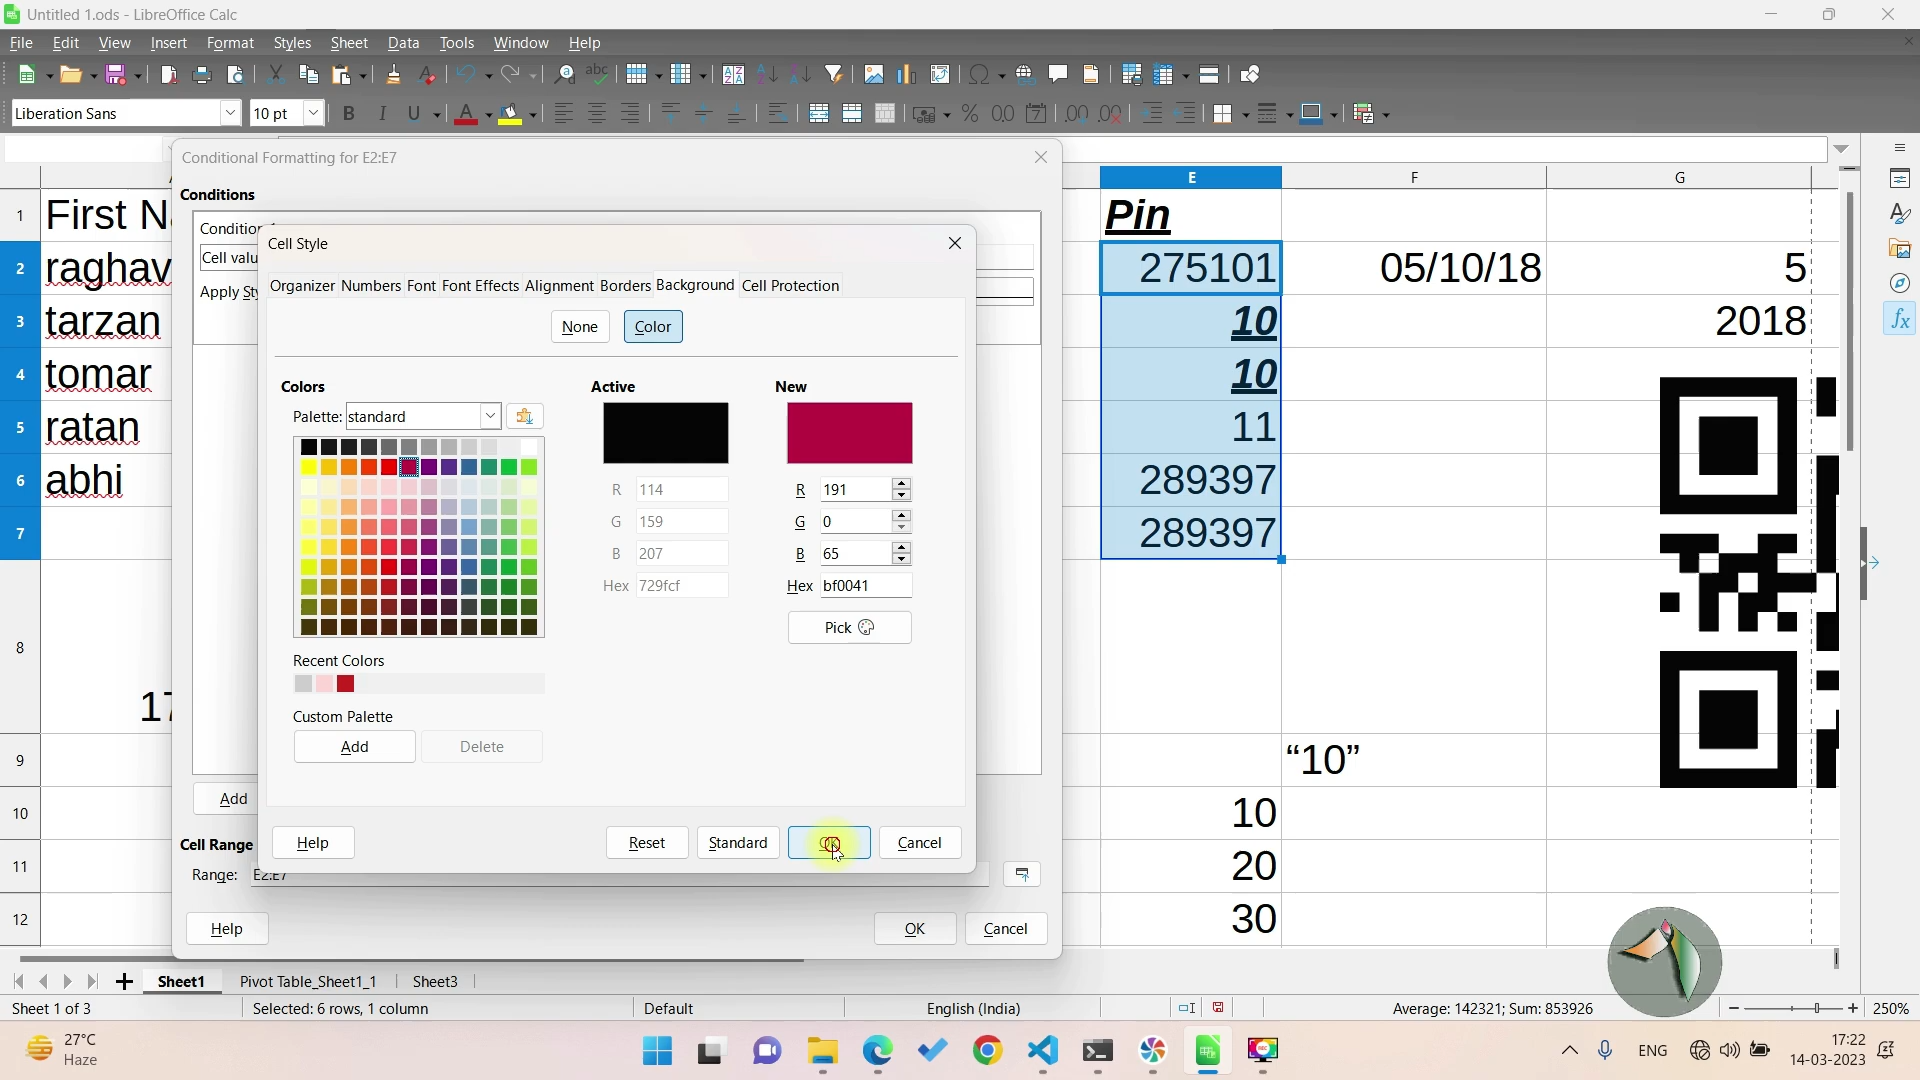 Untitled 1.ods - LibreOffice Calc
File Edit View Insert Format Styles Sheet Data Tools Window Help
Liberation Sans
10 pt
Conditional Formatting for E2:E7
Conditions
Cell valu
Cell Style
Organizer Numbers Font Font Effects Alignment Borders Background Cell Protection
None Color
Colors
Palette: standard
Active
R 114
G 159
B 207
Hex 729fcf
New
R 191
G 0
B 65
Hex bf0041
Pick
Recent Colors
Custom Palette
Add Delete
Help Reset Standard Cancel
Add
Cell Range
Range: E2:E7
Help OK Cancel
E F G
1 First N Pin
2 raghav 275101 05/10/18 5
3 tarzan 10 2018
4 tomar 10
5 ratan 11
6 abhi 289397
7 289397
8 17
9 “10”
10 10
11 20
12 30
Sheet1 Pivot Table_Sheet1_1 Sheet3
Sheet 1 of 3 Selected: 6 rows, 1 column Default English (India) Average: 142321; Sum: 853926 250%
27°C
Haze
ENG
17:22
14-03-2023